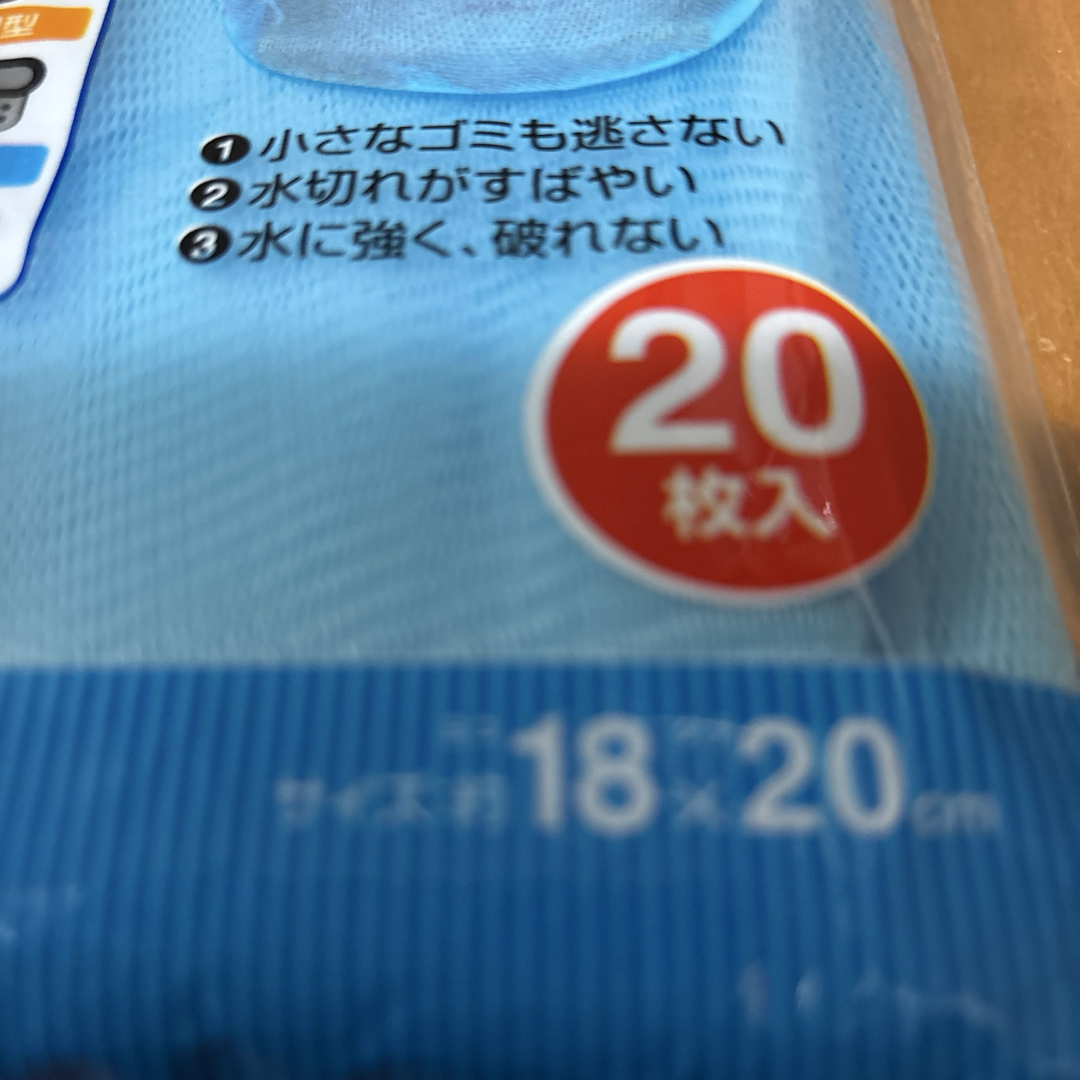 型
❶小さなゴミも逃さない
❷水切れがすばやい
❸水に強く、破れない
20
枚入
サイズ:約18×20cm